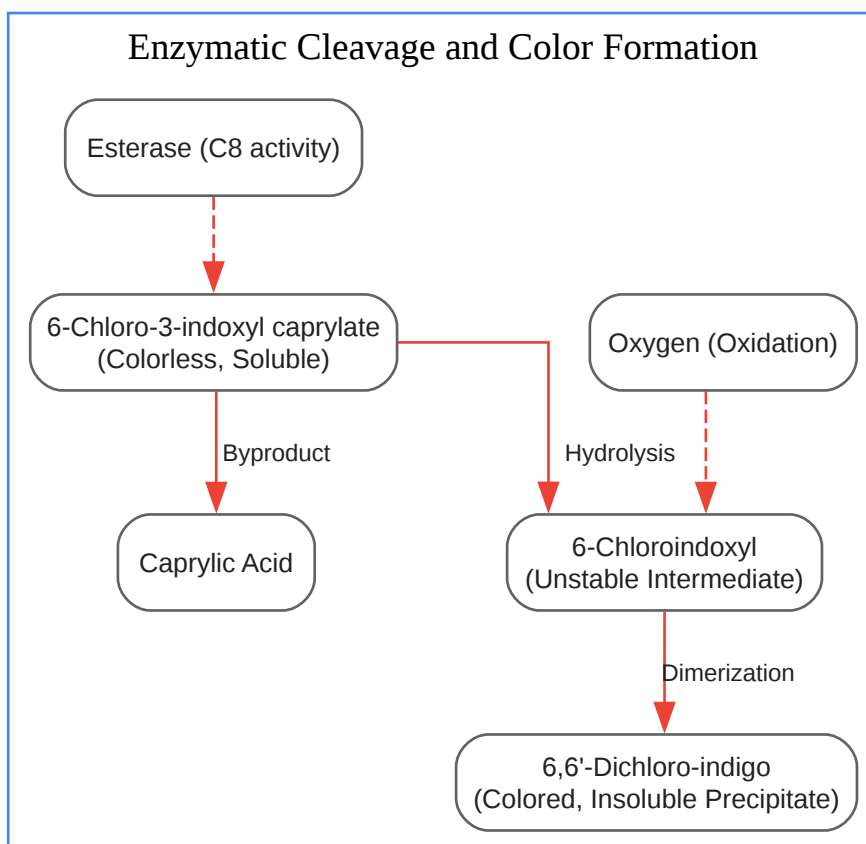 Enzymatic Cleavage and Color Formation
Esterase (C8 activity)
6-Chloro-3-indoxyl caprylate
(Colorless, Soluble)
Oxygen (Oxidation)
Byproduct
Hydrolysis
Caprylic Acid
6-Chloroindoxyl
(Unstable Intermediate)
Dimerization
6,6'-Dichloro-indigo
(Colored, Insoluble Precipitate)